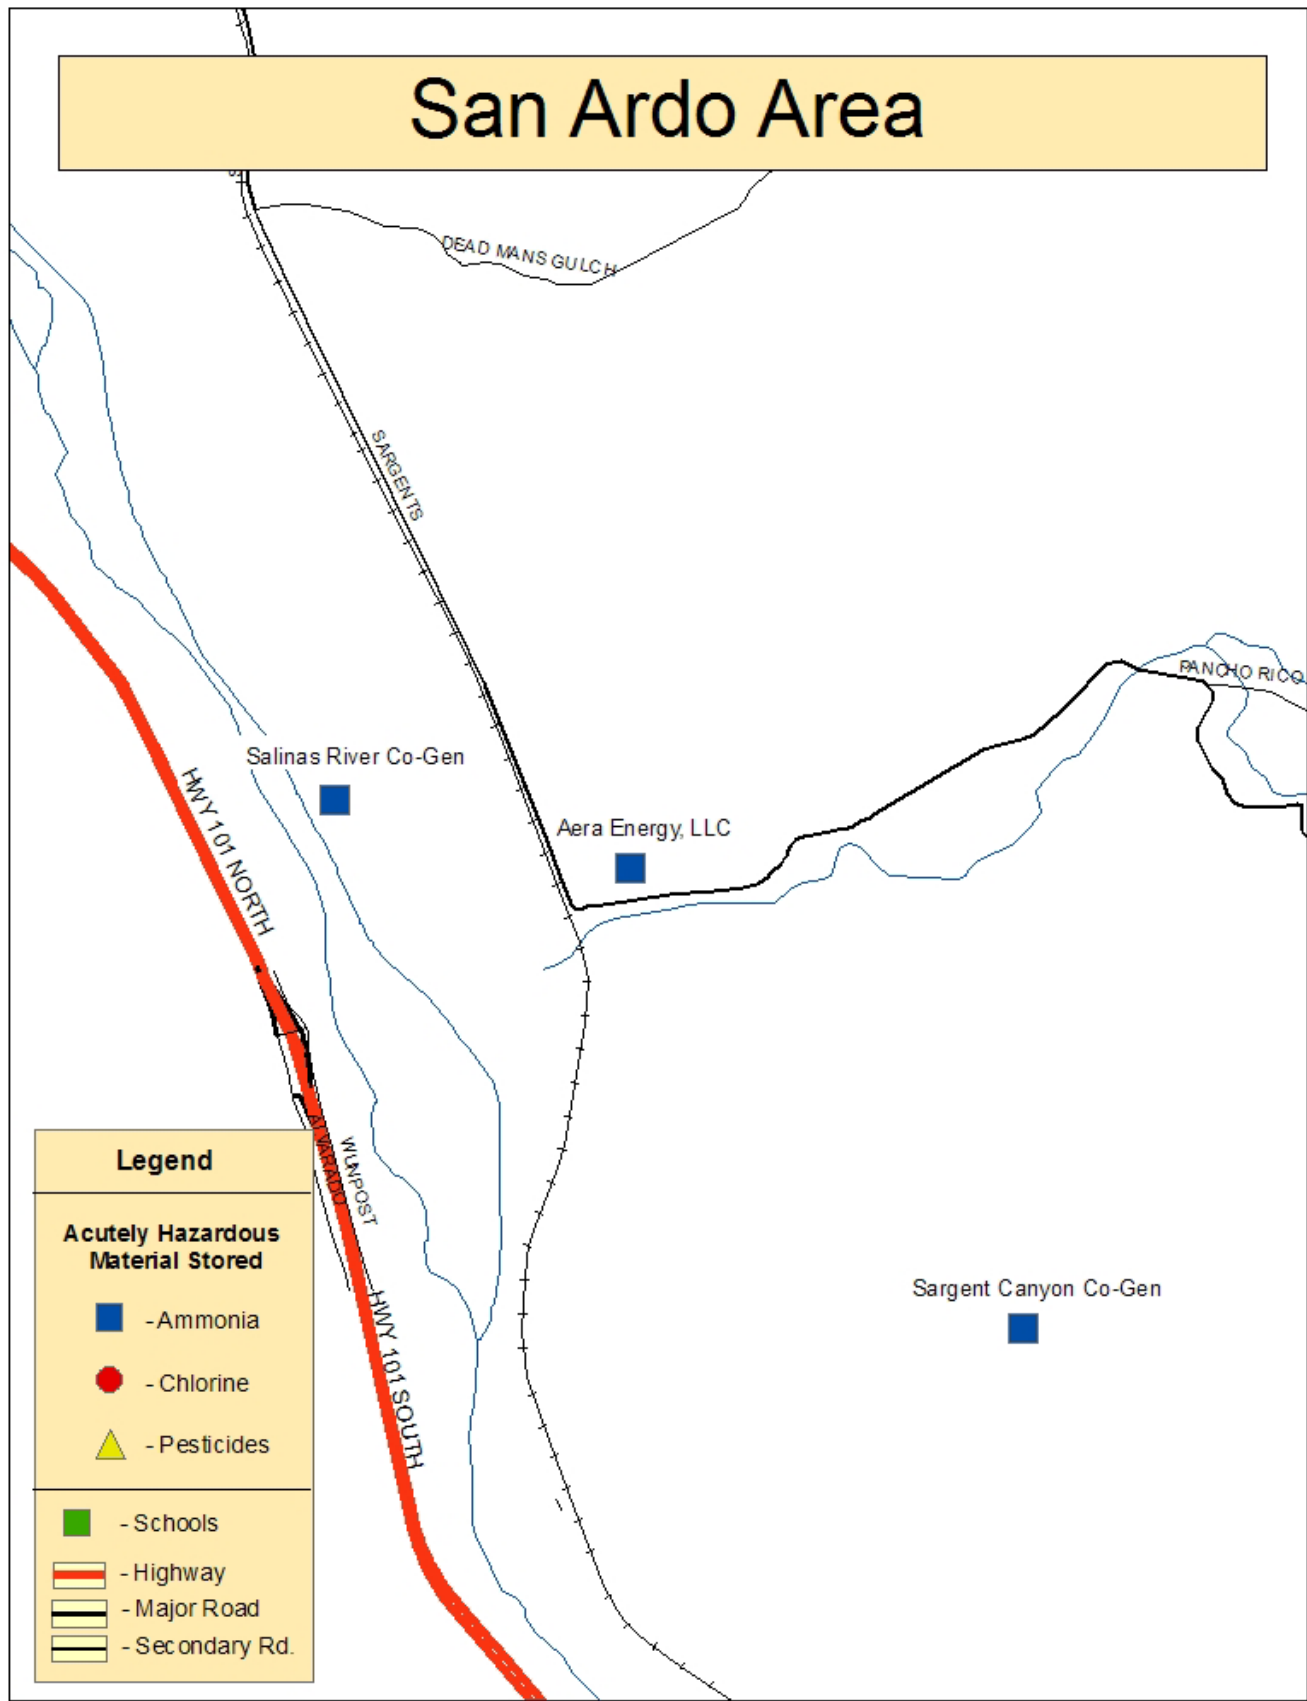 San Ardo Area
DEAD MANS GULCH
SARGENTS
PANCHO RICO
Salinas River Co-Gen
HWY 101 NORTH
Aera Energy, LLC
ALVARADO
WUNPOST
HWY 101 SOUTH
Sargent Canyon Co-Gen
Legend
Acutely Hazardous
Material Stored
- Ammonia
- Chlorine
- Pesticides
- Schools
- Highway
- Major Road
- Secondary Rd.